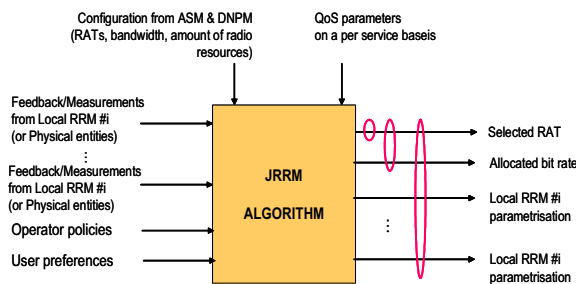 Configuration from ASM & DNPM
(RATs, bandwidth, amount of radio
resources)
QoS parameters
on a per service baseis
Feedback/Measurements
from Local RRM #i
(or Physical entities)
...
Feedback/Measurements
from Local RRM #i
(or Physical entities)
Operator policies
User preferences
JRRM
ALGORITHM
Selected RAT
Allocated bit rate
Local RRM #i
parametrisation
...
Local RRM #i
parametrisation